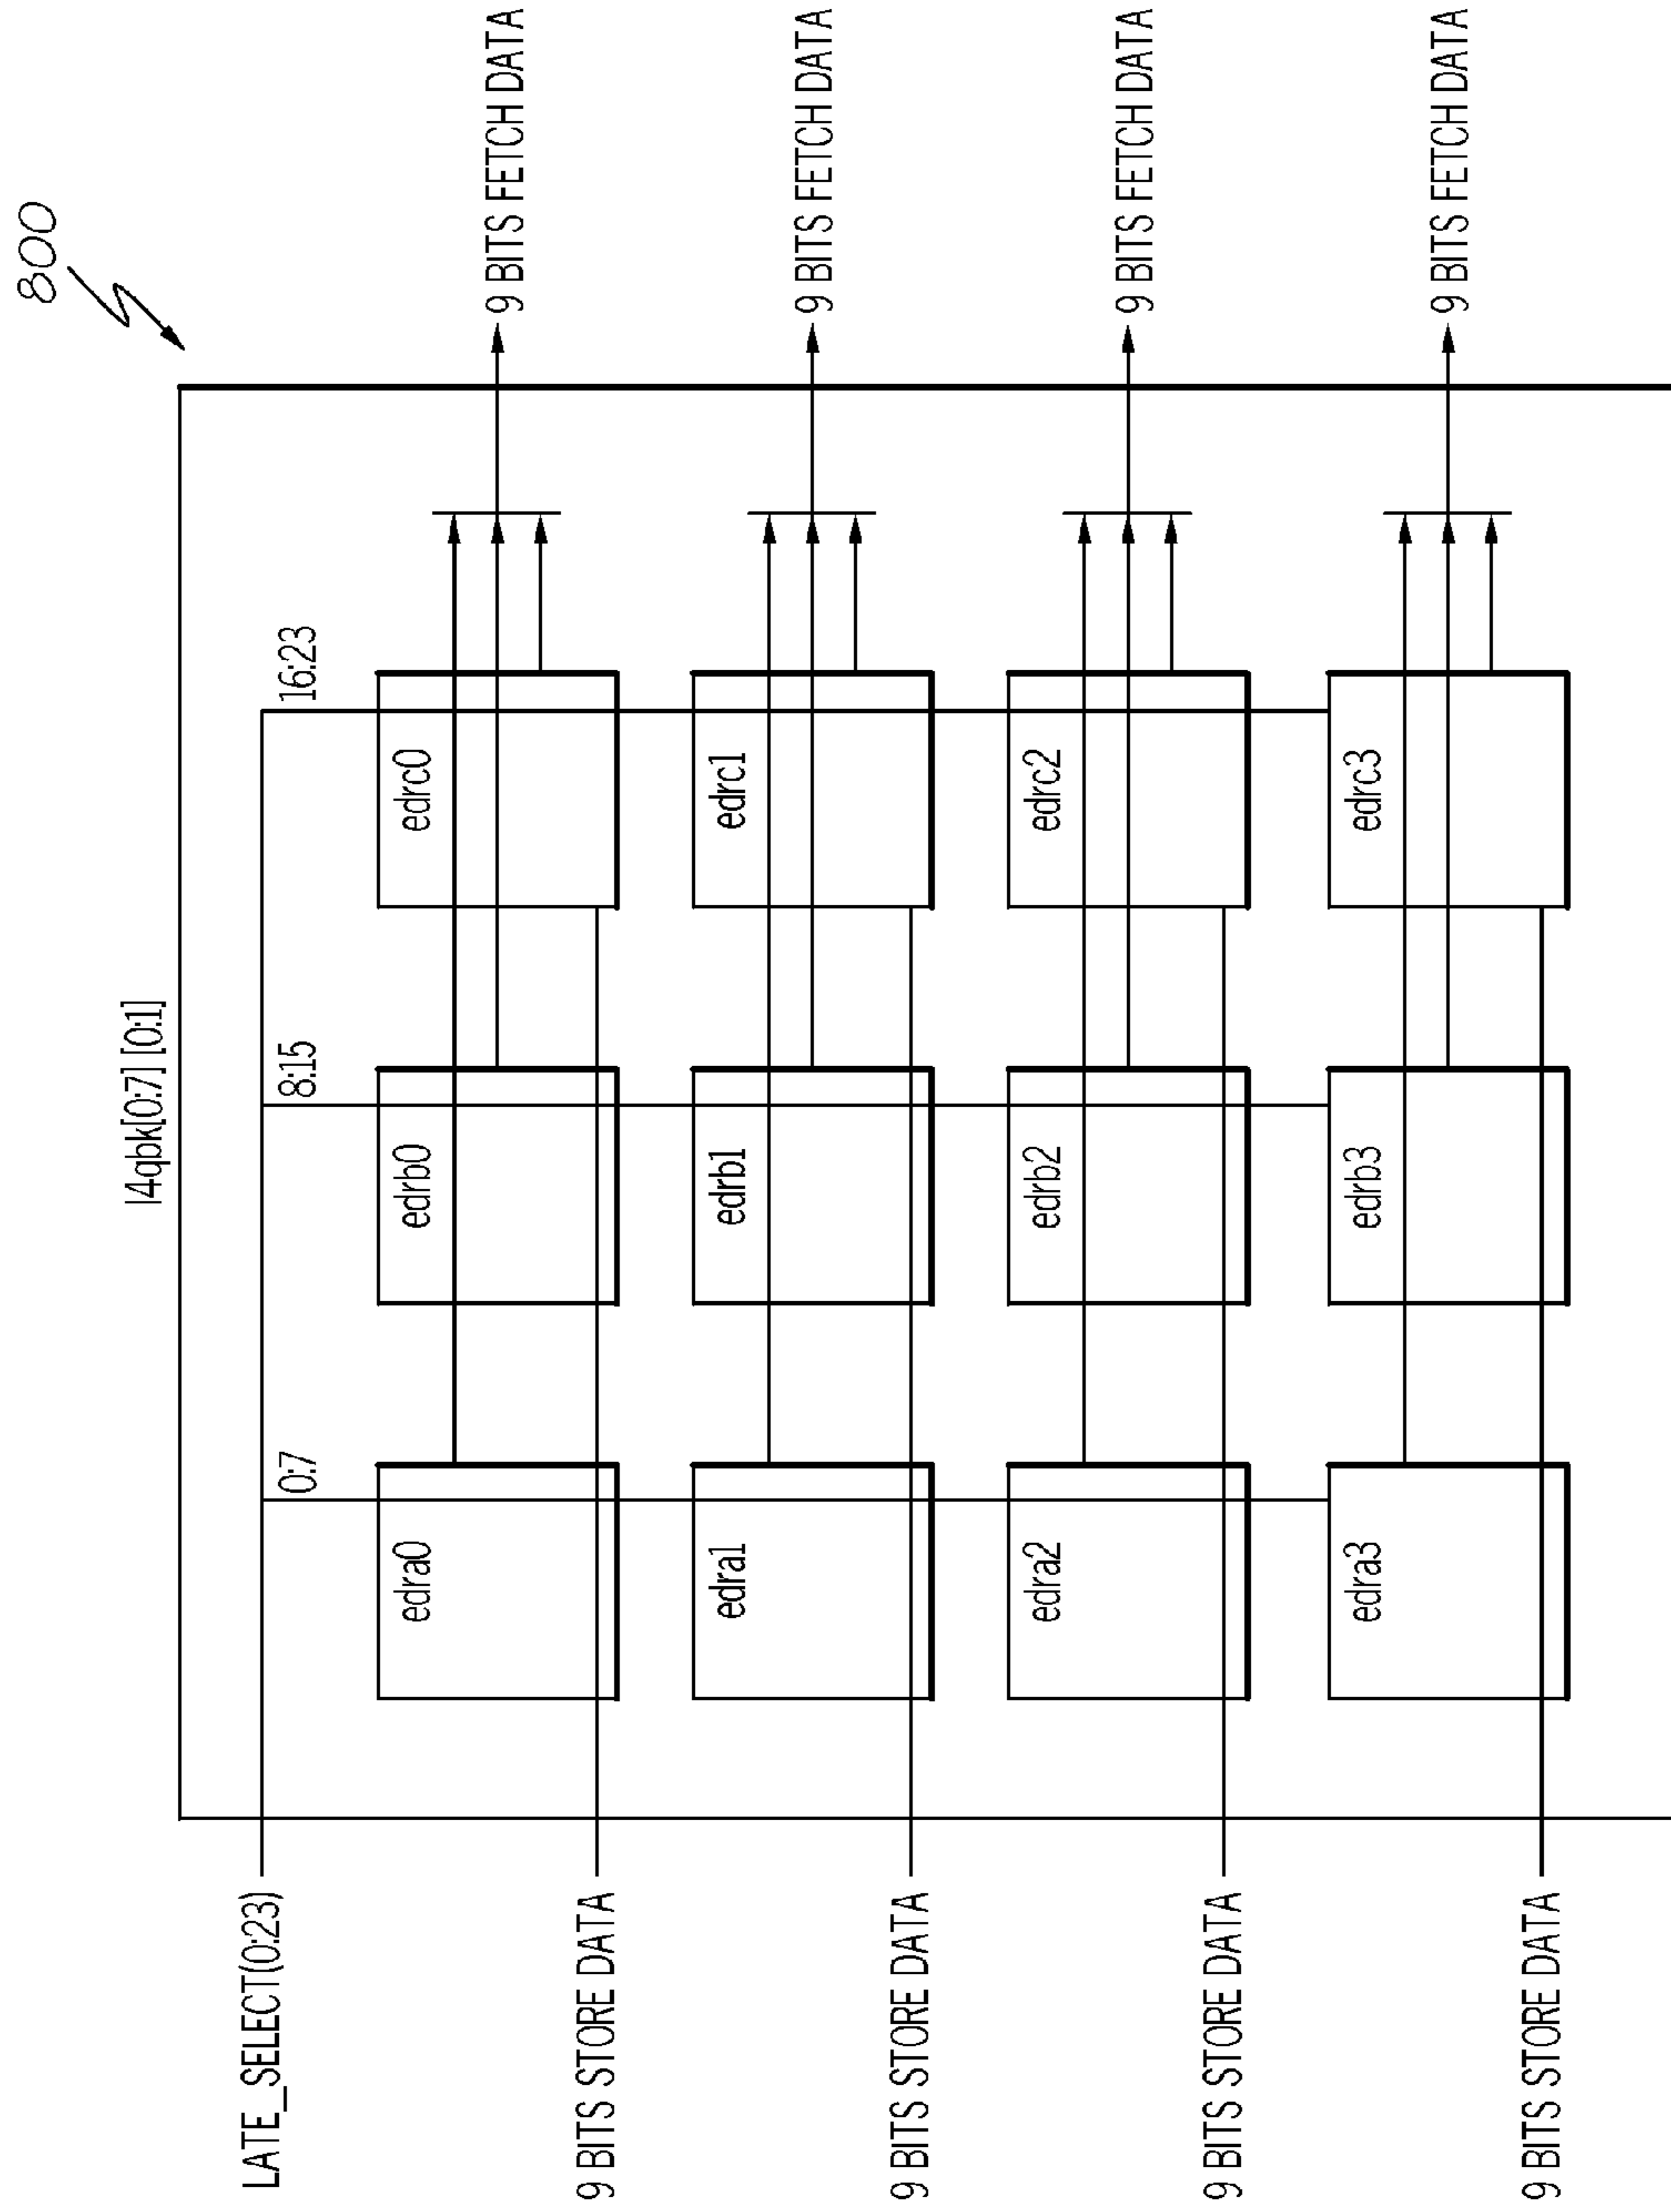 800
l4qbk[0:7] [0:1]
LATE_SELECT(0:23)
0:7
8:15
16:23
edra0
edrb0
edrc0
9 BITS FETCH DATA
9 BITS STORE DATA
edra1
edrb1
edrc1
9 BITS FETCH DATA
9 BITS STORE DATA
edra2
edrb2
edrc2
9 BITS FETCH DATA
9 BITS STORE DATA
edra3
edrb3
edrc3
9 BITS FETCH DATA
9 BITS STORE DATA